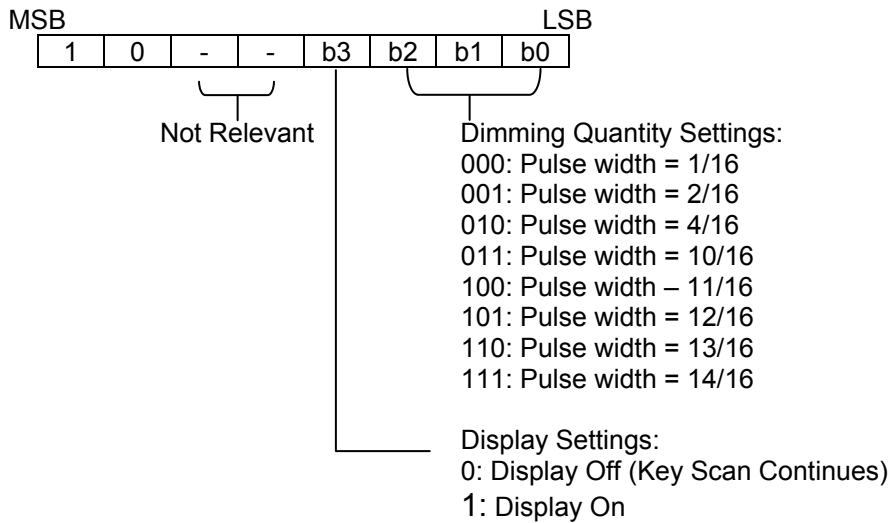 MSB LSB
1 0 - - b3 b2 b1 b0
Not Relevant
Dimming Quantity Settings:
000: Pulse width = 1/16
001: Pulse width = 2/16
010: Pulse width = 4/16
011: Pulse width = 10/16
100: Pulse width – 11/16
101: Pulse width = 12/16
110: Pulse width = 13/16
111: Pulse width = 14/16
Display Settings:
0: Display Off (Key Scan Continues)
1: Display On